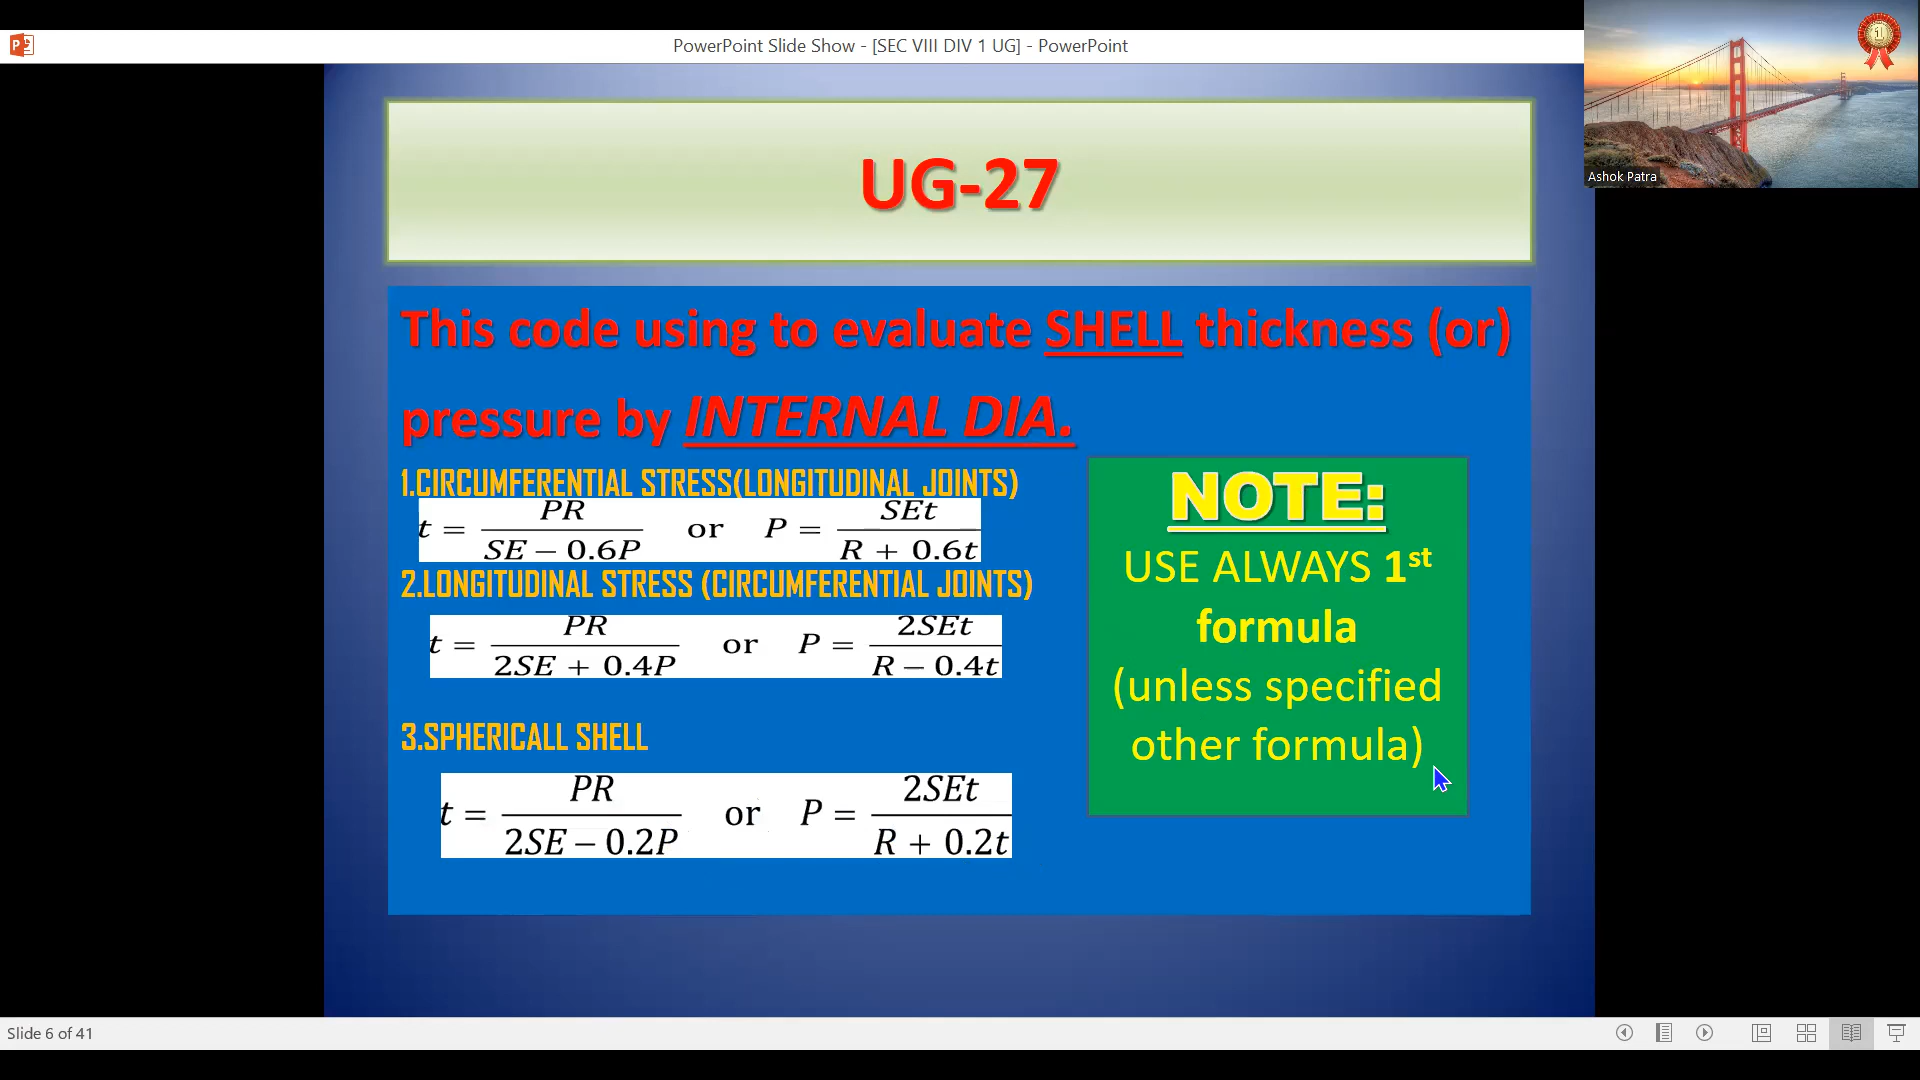 PowerPoint Slide Show - [SEC VIII DIV 1 UG] - PowerPoint
1
Ashok Patra
UG-27
This code using to evaluate SHELL thickness (or)
pressure by INTERNAL DIA.
1.CIRCUMFERENTIAL STRESS(LONGITUDINAL JOINTS)
t = PR / (SE − 0.6P) or P = SEt / (R + 0.6t)
2.LONGITUDINAL STRESS (CIRCUMFERENTIAL JOINTS)
t = PR / (2SE + 0.4P) or P = 2SEt / (R − 0.4t)
3.SPHERICALL SHELL
t = PR / (2SE − 0.2P) or P = 2SEt / (R + 0.2t)
NOTE:
USE ALWAYS 1st
formula
(unless specified
other formula)
Slide 6 of 41